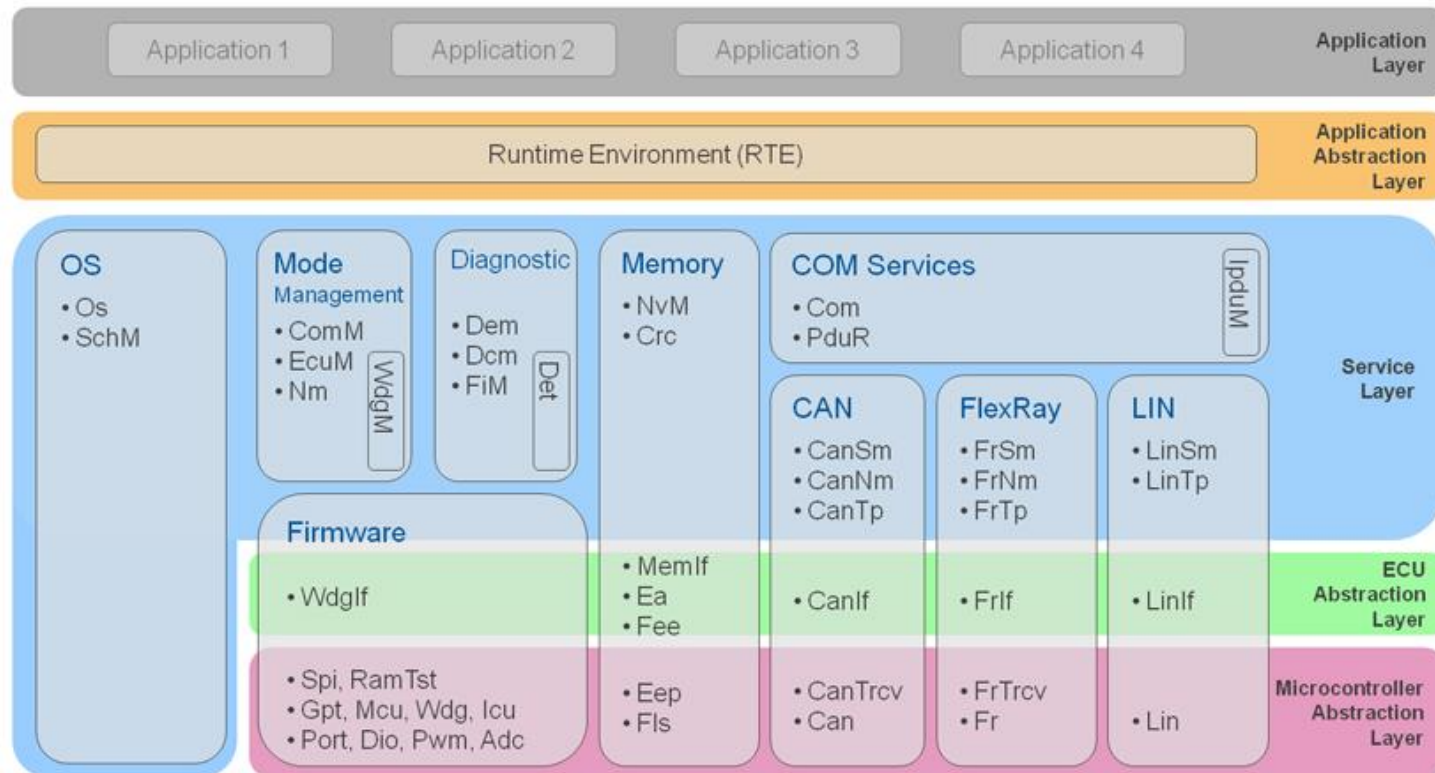 Application 1
Application 2
Application 3
Application 4
Application
Layer
Runtime Environment (RTE)
Application
Abstraction
Layer
OS
• Os
• SchM
Mode
Management
• ComM
• EcuM
• Nm
WdgM
Diagnostic
• Dem
• Dcm
• FiM
Det
Memory
• NvM
• Crc
COM Services
• Com
• PduR
IpduM
Service
Layer
CAN
• CanSm
• CanNm
• CanTp
FlexRay
• FrSm
• FrNm
• FrTp
LIN
• LinSm
• LinTp
Firmware
• WdgIf
• MemIf
• Ea
• Fee
• CanIf
• FrIf
• LinIf
ECU
Abstraction
Layer
• Spi, RamTst
• Gpt, Mcu, Wdg, Icu
• Port, Dio, Pwm, Adc
• Eep
• Fls
• CanTrcv
• Can
• FrTrcv
• Fr
• Lin
Microcontroller
Abstraction
Layer